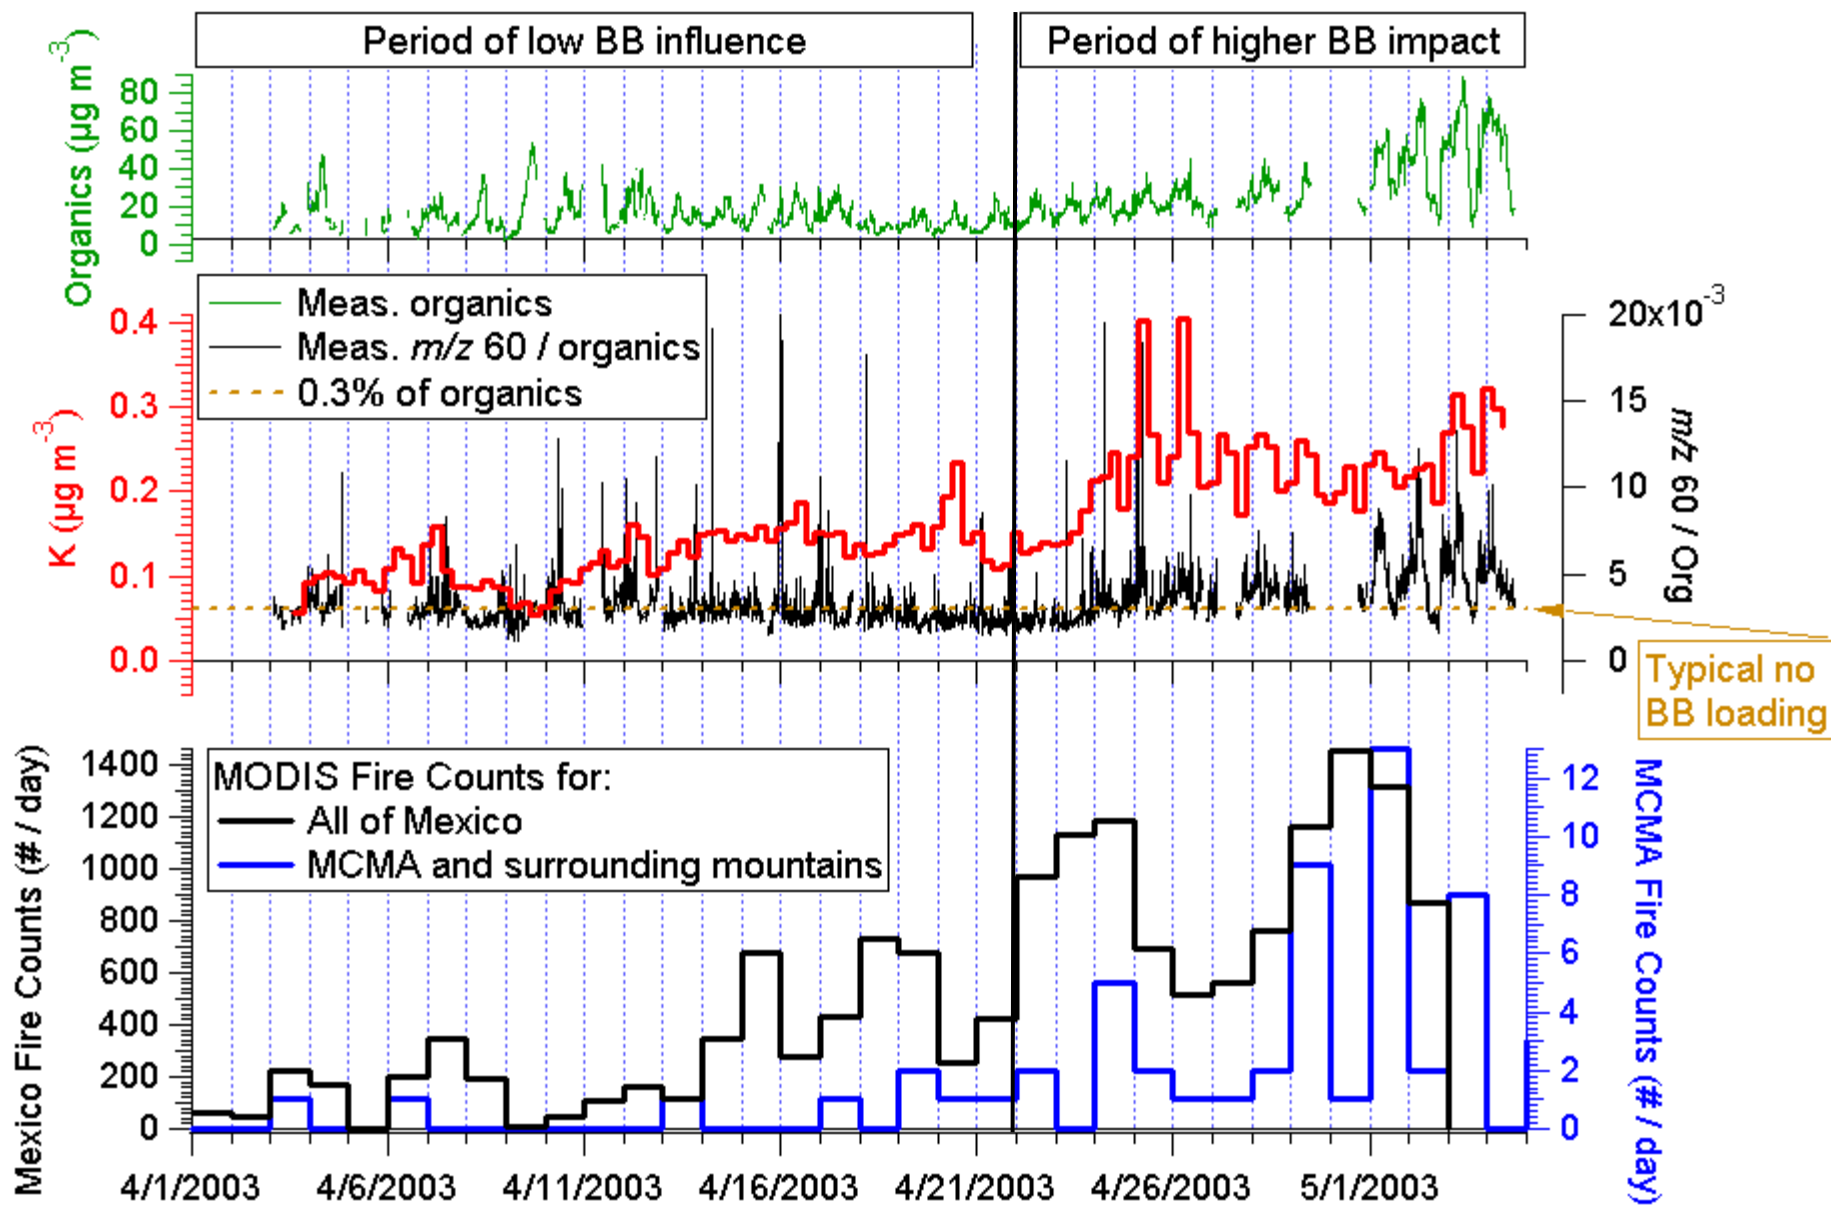 Period of low BB influence
Period of higher BB impact
Organics (µg m⁻³)
80
60
40
20
0
Meas. organics
Meas. m/z 60 / organics
0.3% of organics
K (µg m⁻³)
0.4
0.3
0.2
0.1
0.0
20x10⁻³
15
10
5
0
m/z 60 / Org
Typical no
BB loading
Mexico Fire Counts (# / day)
1400
1200
1000
800
600
400
200
0
MODIS Fire Counts for:
All of Mexico
MCMA and surrounding mountains
12
10
8
6
4
2
0
MCMA Fire Counts (# / day)
4/1/2003
4/6/2003
4/11/2003
4/16/2003
4/21/2003
4/26/2003
5/1/2003